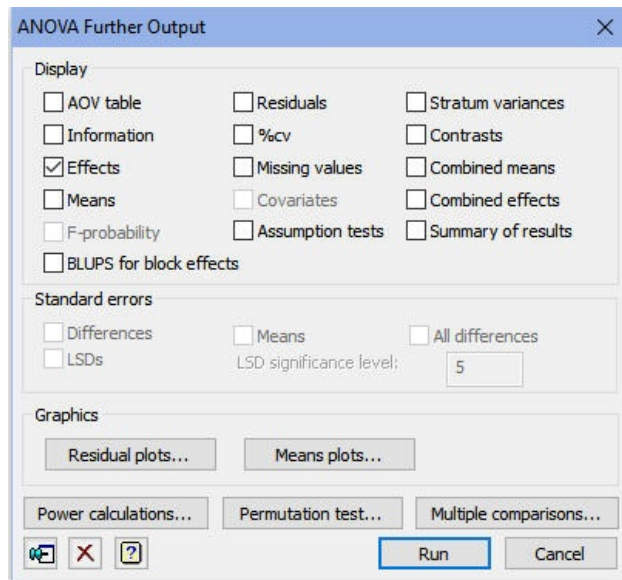 ANOVA Further Output
Display
AOV table Residuals Stratum variances
Information %cv Contrasts
Effects Missing values Combined means
Means Covariates Combined effects
F-probability Assumption tests Summary of results
BLUPS for block effects
Standard errors
Differences Means All differences
LSDs LSD significance level: 5
Graphics
Residual plots... Means plots...
Power calculations... Permutation test... Multiple comparisons...
Run Cancel